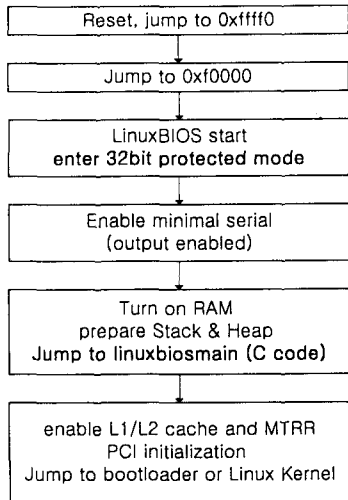 Reset, jump to 0xffff0
Jump to 0xf0000
LinuxBIOS start
enter 32bit protected mode
Enable minimal serial
(output enabled)
Turn on RAM
prepare Stack & Heap
Jump to linuxbiosmain (C code)
enable L1/L2 cache and MTRR
PCI initialization
Jump to bootloader or Linux Kernel